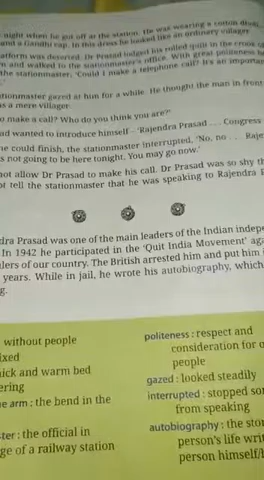 night when he got off at the station. He was wearing a cotton
and a Gandhi cap. In this dress he looked like an ordinary villager.
atform was deserted. Dr Prasad lodged his rolled quilt in the crook
m and walked to the stationmaster's office. With great politeness
the stationmaster, 'Could I make a telephone call? It's an
tionmaster gazed at him for a while. He thought the man in front
s a mere villager.
o make a call? Who do you think you are?'
ad wanted to introduce himself – 'Rajendra Prasad . . . Congress
he could finish, the stationmaster interrupted, 'No, no . . . Raje
s not going to be here tonight. You may go now.'
not allow Dr Prasad to make his call. Dr Prasad was so shy th
ot tell the stationmaster that he was speaking to Rajendra P
dra Prasad was one of the main leaders of the Indian indepe
In 1942 he participated in the 'Quit India Movement' aga
lers of our country. The British arrested him and put him i
years. While in jail, he wrote his autobiography, which
g.
without people
ixed
ick and warm bed
ering
e arm : the bend in the
ter : the official in
ge of a railway station
politeness : respect and
consideration for o
people
gazed : looked steadily
interrupted : stopped so
from speaking
autobiography : the sto
person's life writ
person himself/h